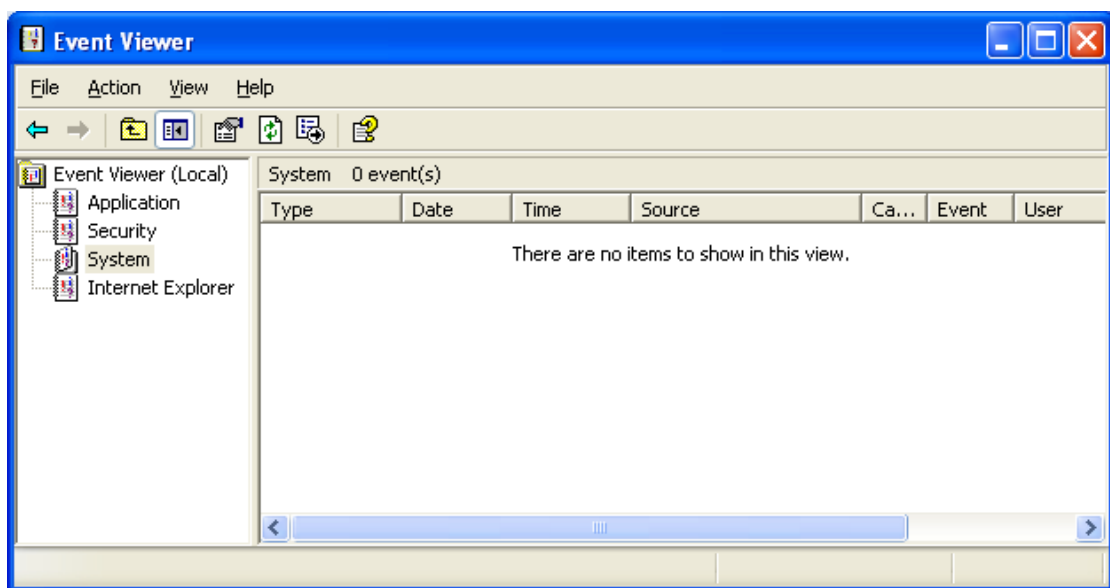 Event Viewer
File Action View Help
Event Viewer (Local)
Application
Security
System
Internet Explorer
System 0 event(s)
Type Date Time Source Ca... Event User
There are no items to show in this view.